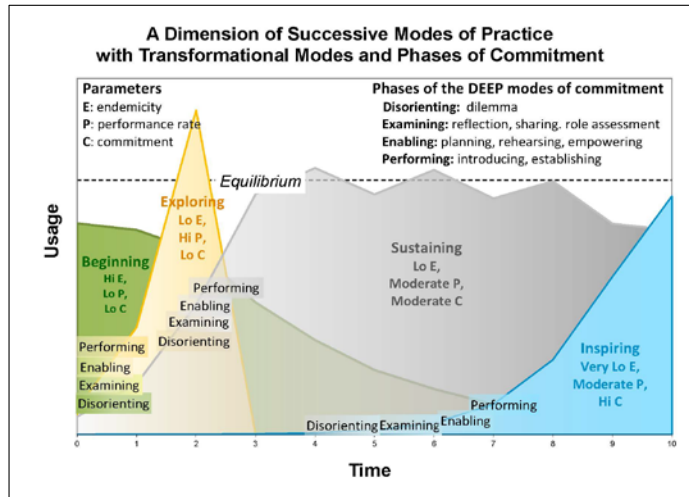 A Dimension of Successive Modes of Practice
with Transformational Modes and Phases of Commitment
Parameters
E: endemicity
P: performance rate
C: commitment
Phases of the DEEP modes of commitment
Disorienting: dilemma
Examining: reflection, sharing. role assessment
Enabling: planning, rehearsing, empowering
Performing: introducing, establishing
Equilibrium
Exploring
Lo E,
Hi P,
Lo C
Beginning
Hi E,
Lo P,
Lo C
Sustaining
Lo E,
Moderate P,
Moderate C
Performing
Enabling
Examining
Disorienting
Performing
Enabling
Examining
Disorienting
Inspiring
Very Lo E,
Moderate P,
Hi C
Performing
Enabling
Disorienting Examining
Usage
0 1 2 3 4 5 6 7 8 9 10
Time